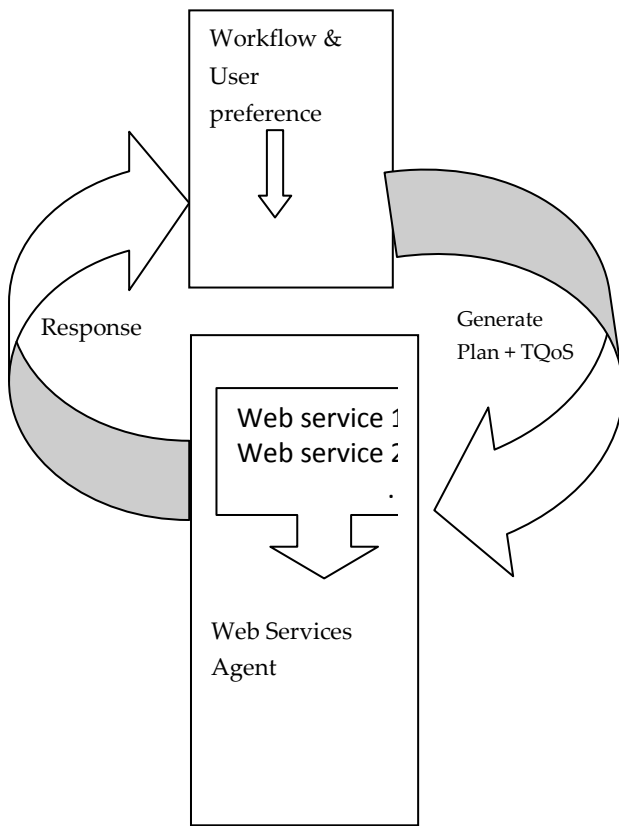 Workflow &
User
preference
Response
Generate
Plan + TQoS
Web service 1
Web service 2
.
Web Services
Agent